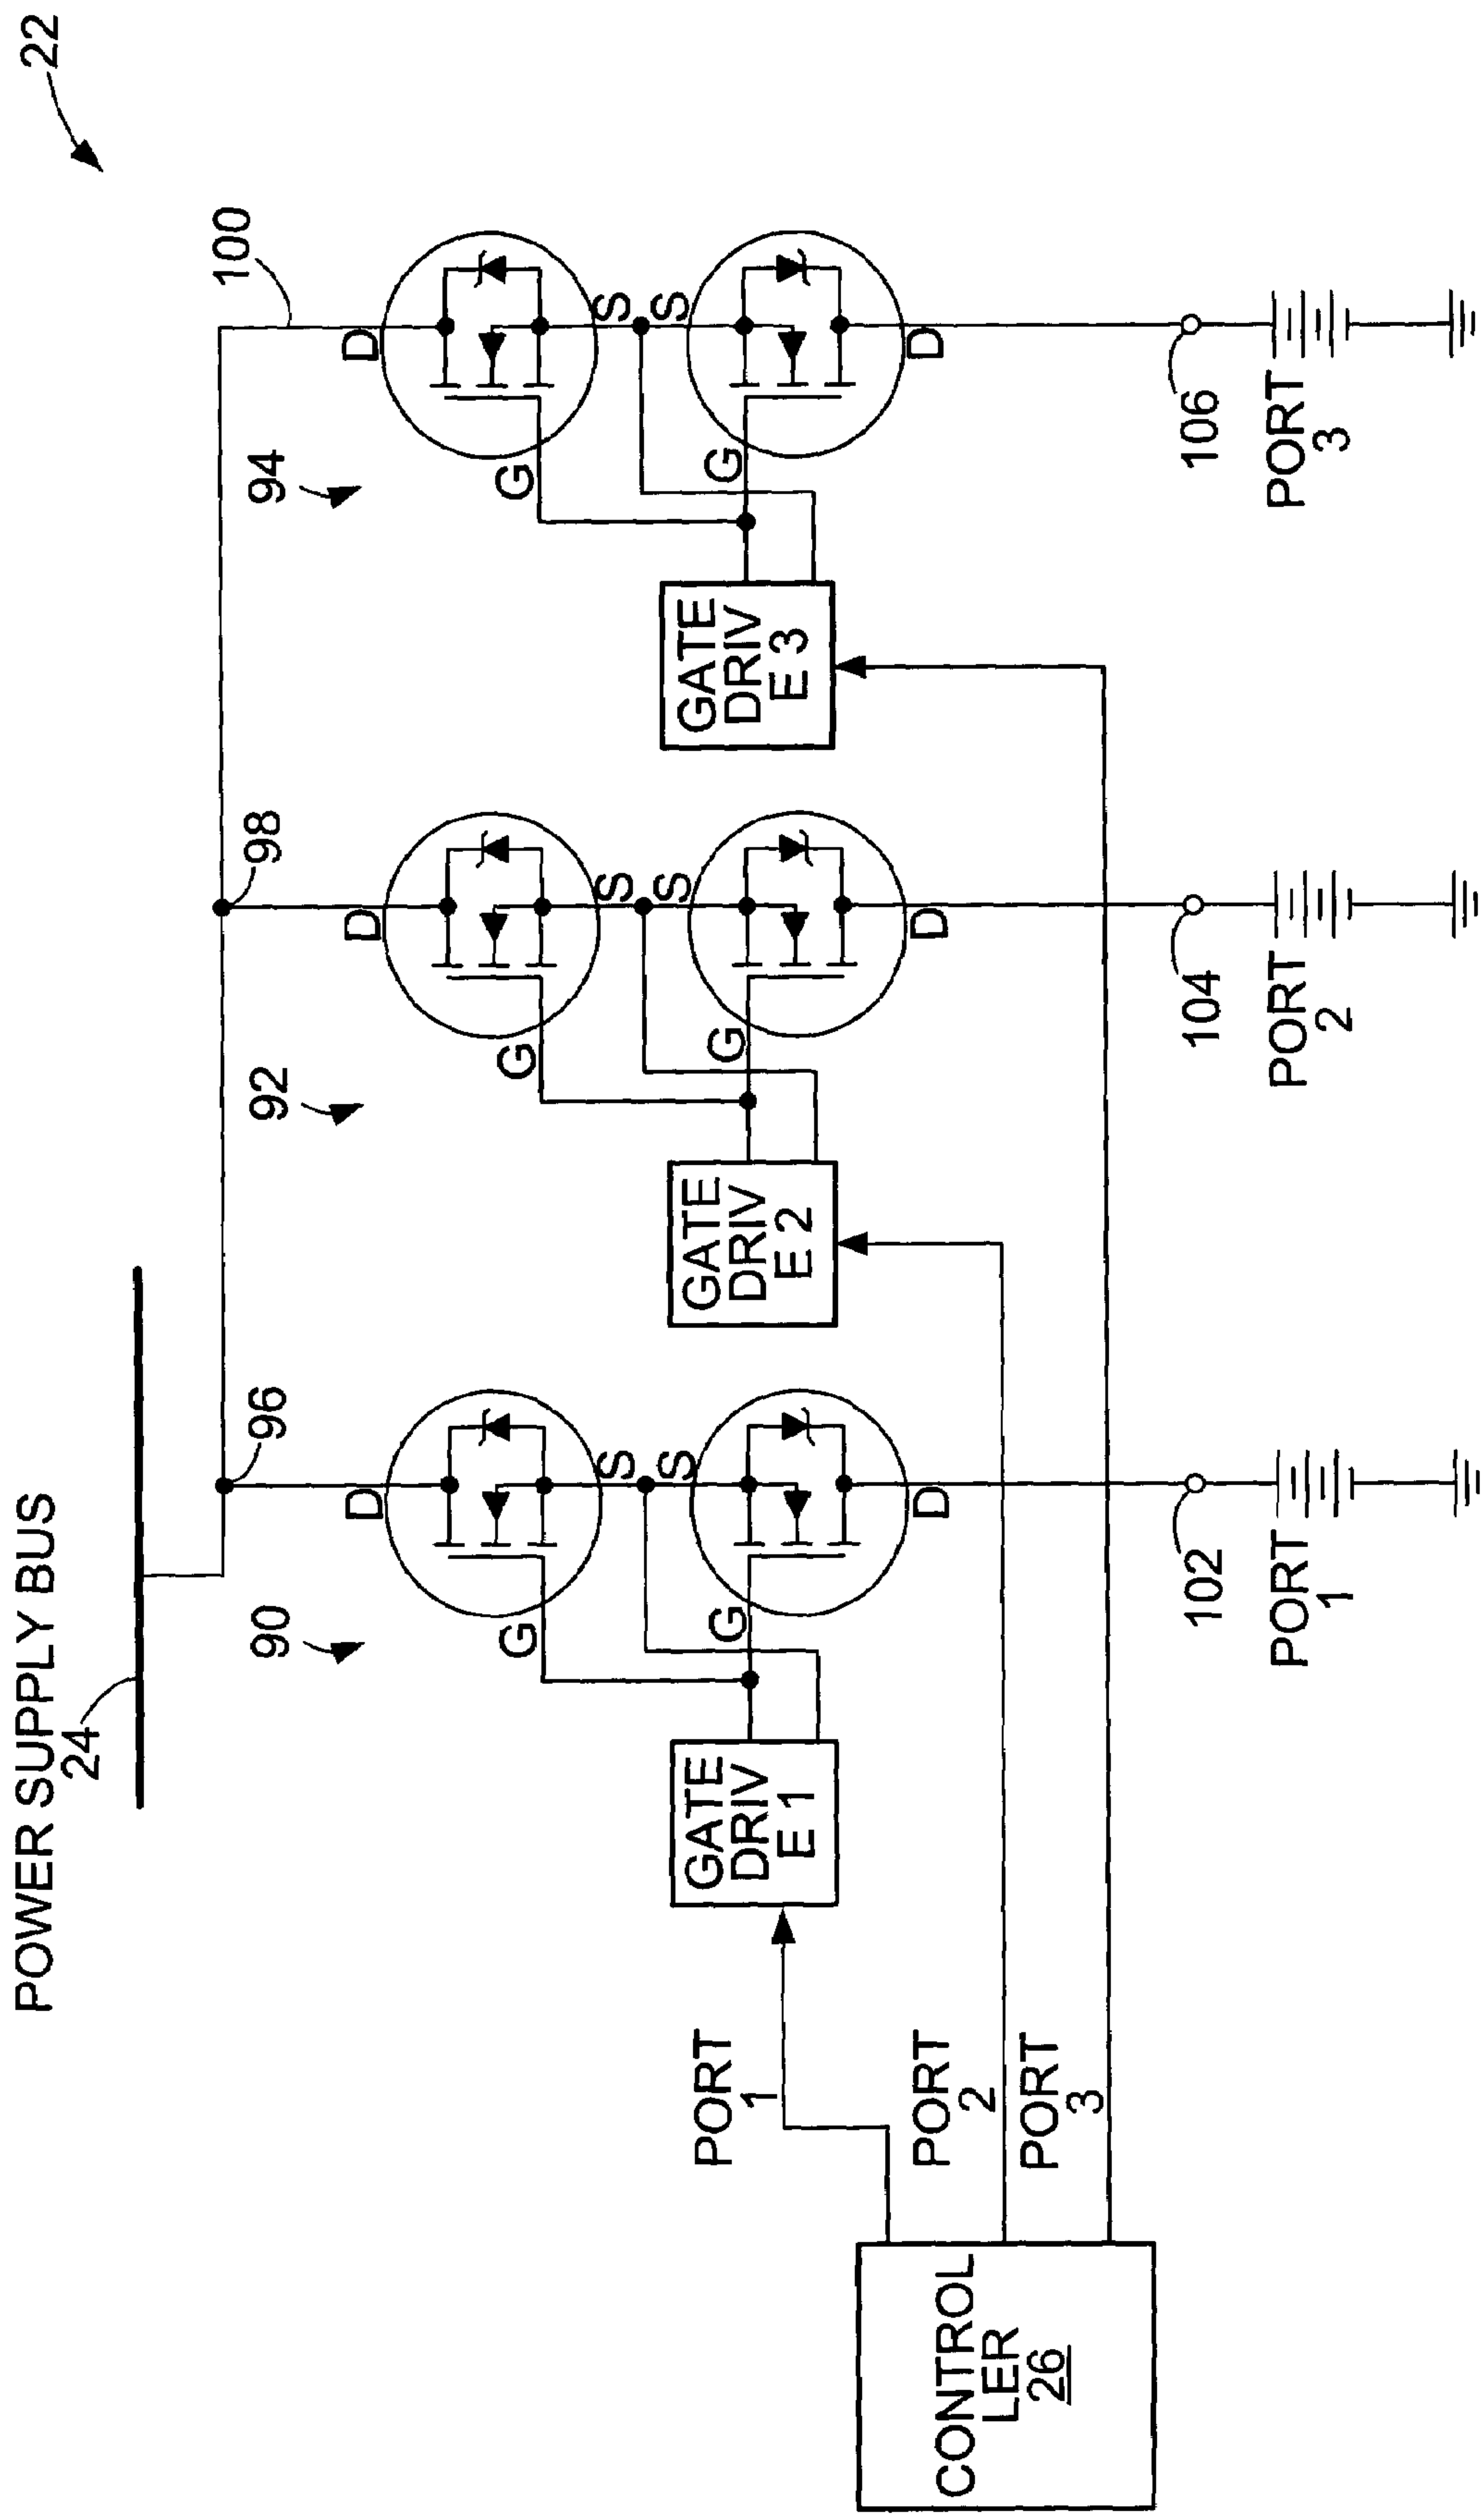 22
POWER SUPPLY BUS
24
96
98
100
90
92
94
D
D
D
G
S
S
G
S
S
G
S
S
G
G
G
D
D
D
GATE
DRIV
E 1
GATE
DRIV
E 2
GATE
DRIV
E 3
PORT
1
PORT
2
PORT
3
CONTROL
LER
26
102
104
106
PORT
1
PORT
2
PORT
3